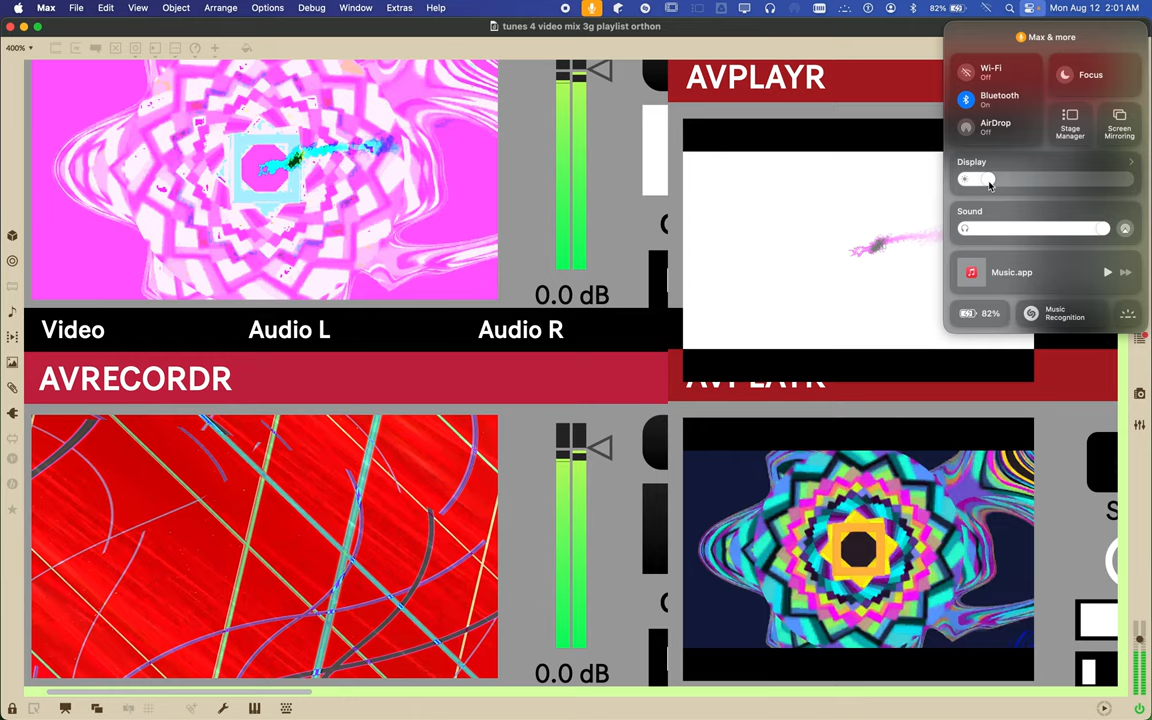 Max File Edit View Object Arrange Options Debug Window Extras Help
82% Mon Aug 12 2:01 AM
tunes 4 video mix 3g playlist orthon
400%
Max & more
Wi-Fi
Off
Bluetooth
On
AirDrop
Off
Focus
Stage
Manager
Screen
Mirroring
Display
Sound
Music.app
82%
Music
Recognition
AVPLAYR
0.0 dB
Video Audio L Audio R
AVRECORDR
AVPLAYR
0.0 dB